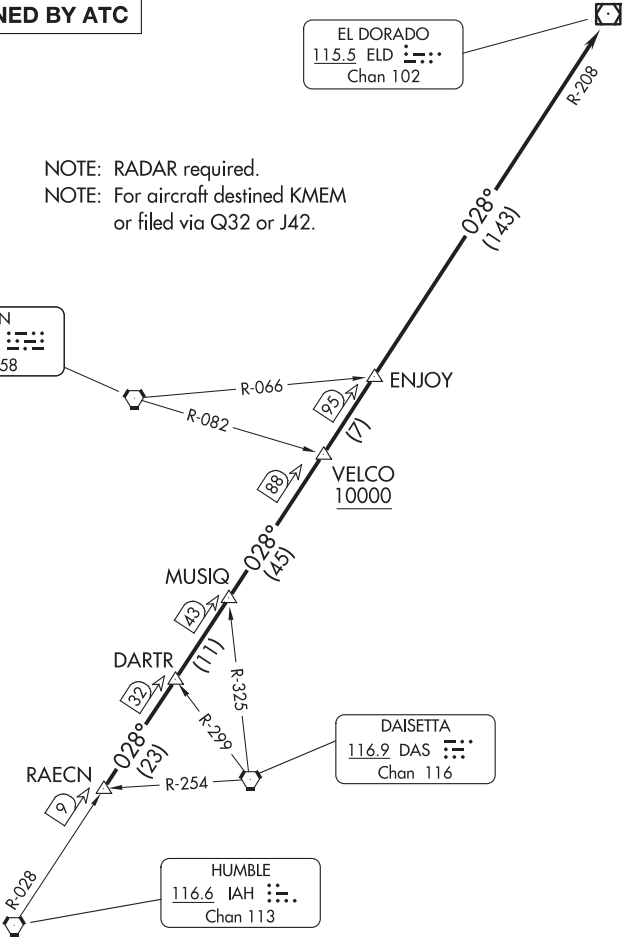 NED BY ATC
EL DORADO
115.5 ELD
Chan 102
R-208
NOTE: RADAR required.
NOTE: For aircraft destined KMEM
or filed via Q32 or J42.
028°
(143)
N
58
R-066
ENJOY
R-082
95
(7)
VELCO
10000
88
028°
(45)
MUSIQ
43
(11)
DARTR
R-325
32
R-299
028°
(23)
DAISETTA
116.9 DAS
Chan 116
RAECN
R-254
9
R-028
HUMBLE
116.6 IAH
Chan 113